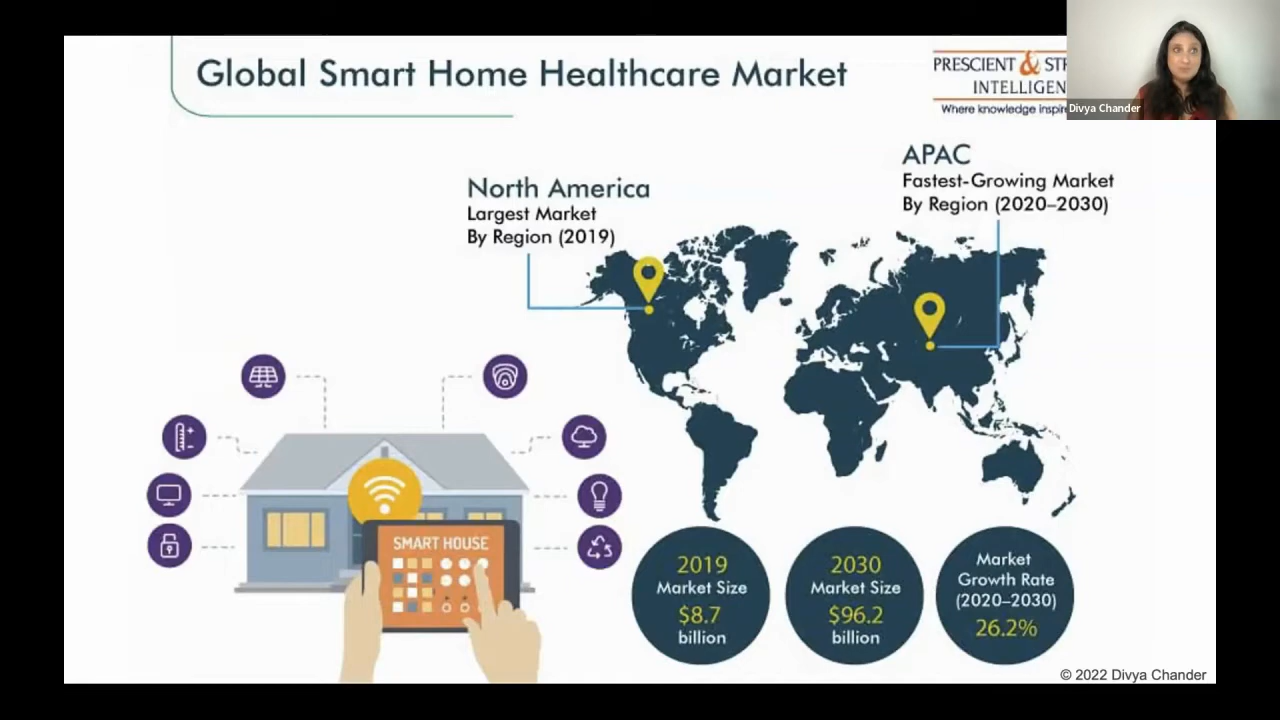 Global Smart Home Healthcare Market
PRESCIENT & STR
INTELLIGEN
Where knowledge inspir
Divya Chander
APAC
Fastest-Growing Market
By Region (2020–2030)
North America
Largest Market
By Region (2019)
SMART HOUSE
2019
Market Size
$8.7
billion
2030
Market Size
$96.2
billion
Market
Growth Rate
(2020–2030)
26.2%
© 2022 Divya Chander